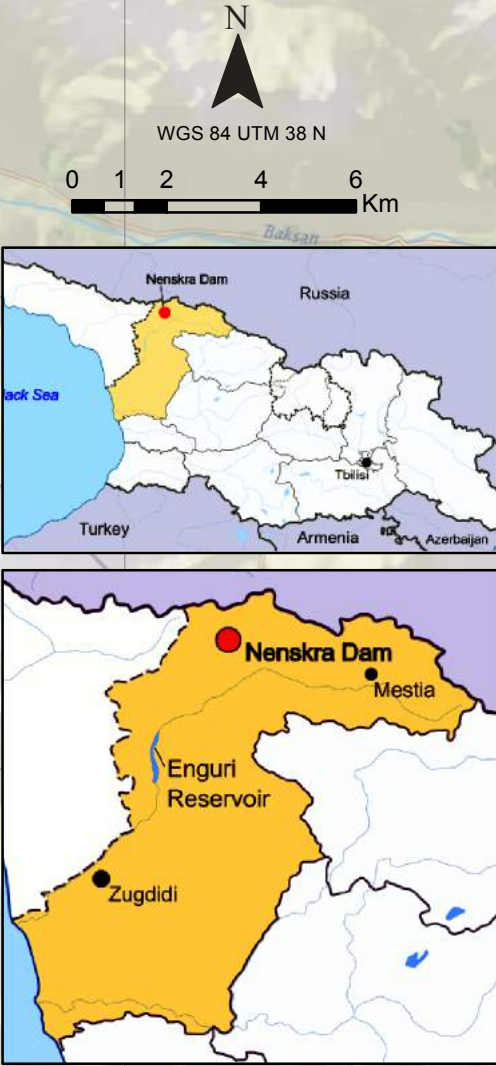 N
WGS 84 UTM 38 N
0 1 2 4 6
Km
Baksan
Nenskra Dam
Russia
lack Sea
Tbilisi
Turkey
Armenia
Azerbaijan
Nenskra Dam
Mestia
Enguri
Reservoir
Zugdidi